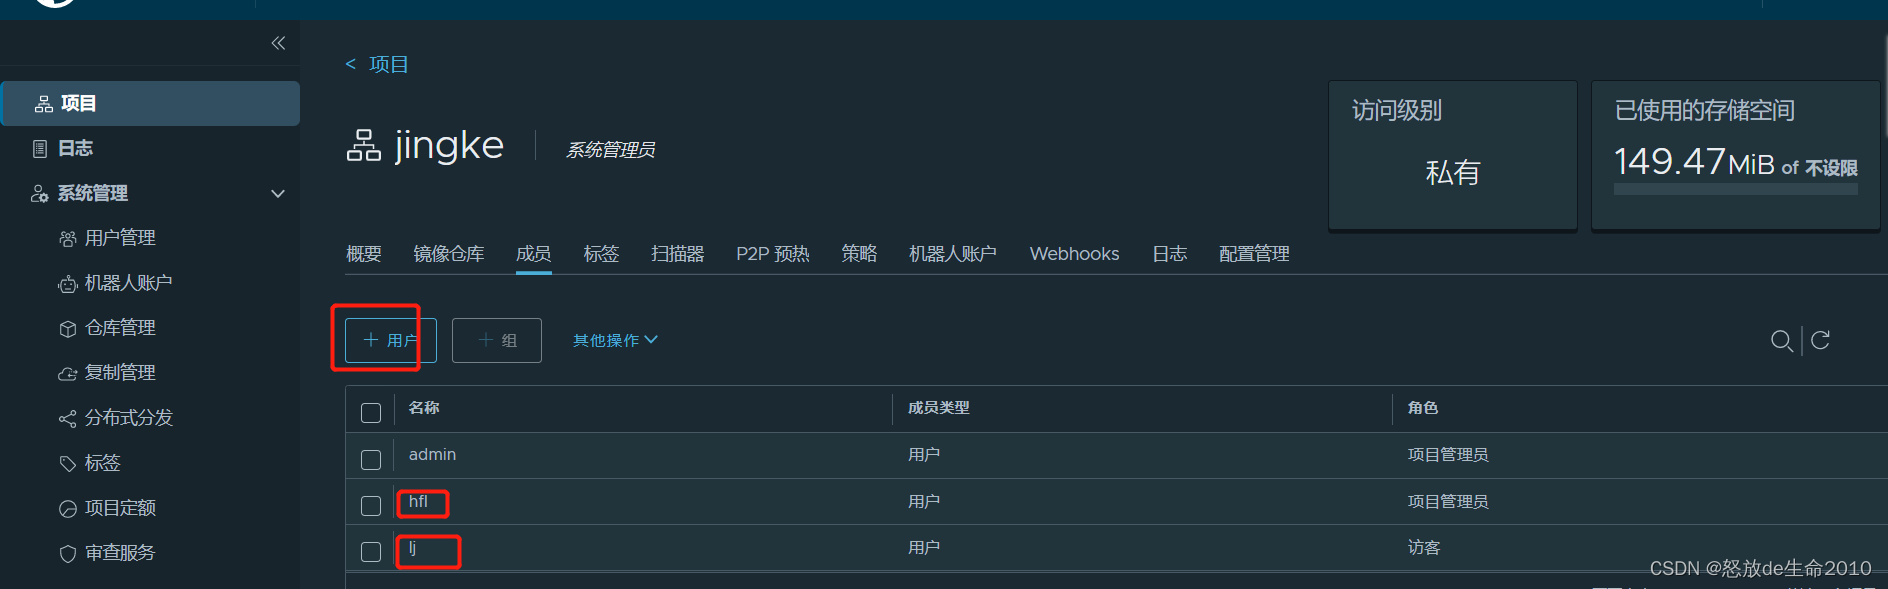 项目
日志
系统管理
用户管理
机器人账户
仓库管理
复制管理
分布式分发
标签
项目定额
审查服务
< 项目
jingke
系统管理员
访问级别
私有
已使用的存储空间
149.47MiB of 不设限
概要 镜像仓库 成员 标签 扫描器 P2P 预热 策略 机器人账户 Webhooks 日志 配置管理
+ 用户 + 组 其他操作
名称 成员类型 角色
admin 用户 项目管理员
hfl 用户 项目管理员
lj 用户 访客
CSDN @怒放de生命2010